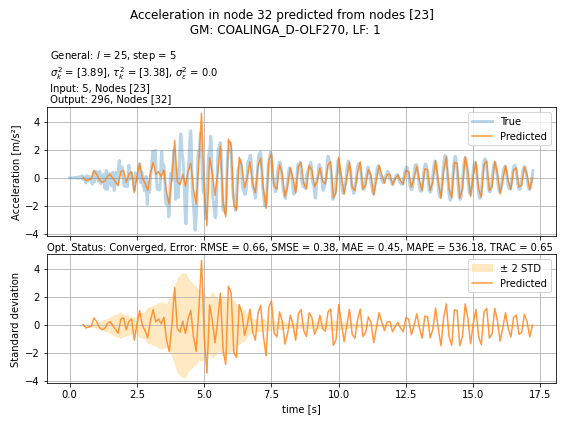 Acceleration in node 32 predicted from nodes [23]
GM: COALINGA_D-OLF270, LF: 1
General: l = 25, step = 5
σ²ₖ = [3.89], τ²ₖ = [3.38], σ²ε = 0.0
Input: 5, Nodes [23]
Output: 296, Nodes [32]
4
2
0
−2
−4
Acceleration [m/s²]
True
Predicted
Opt. Status: Converged, Error: RMSE = 0.66, SMSE = 0.38, MAE = 0.45, MAPE = 536.18, TRAC = 0.65
4
2
0
−2
−4
Standard deviation
± 2 STD
Predicted
0.0 2.5 5.0 7.5 10.0 12.5 15.0 17.5
time [s]